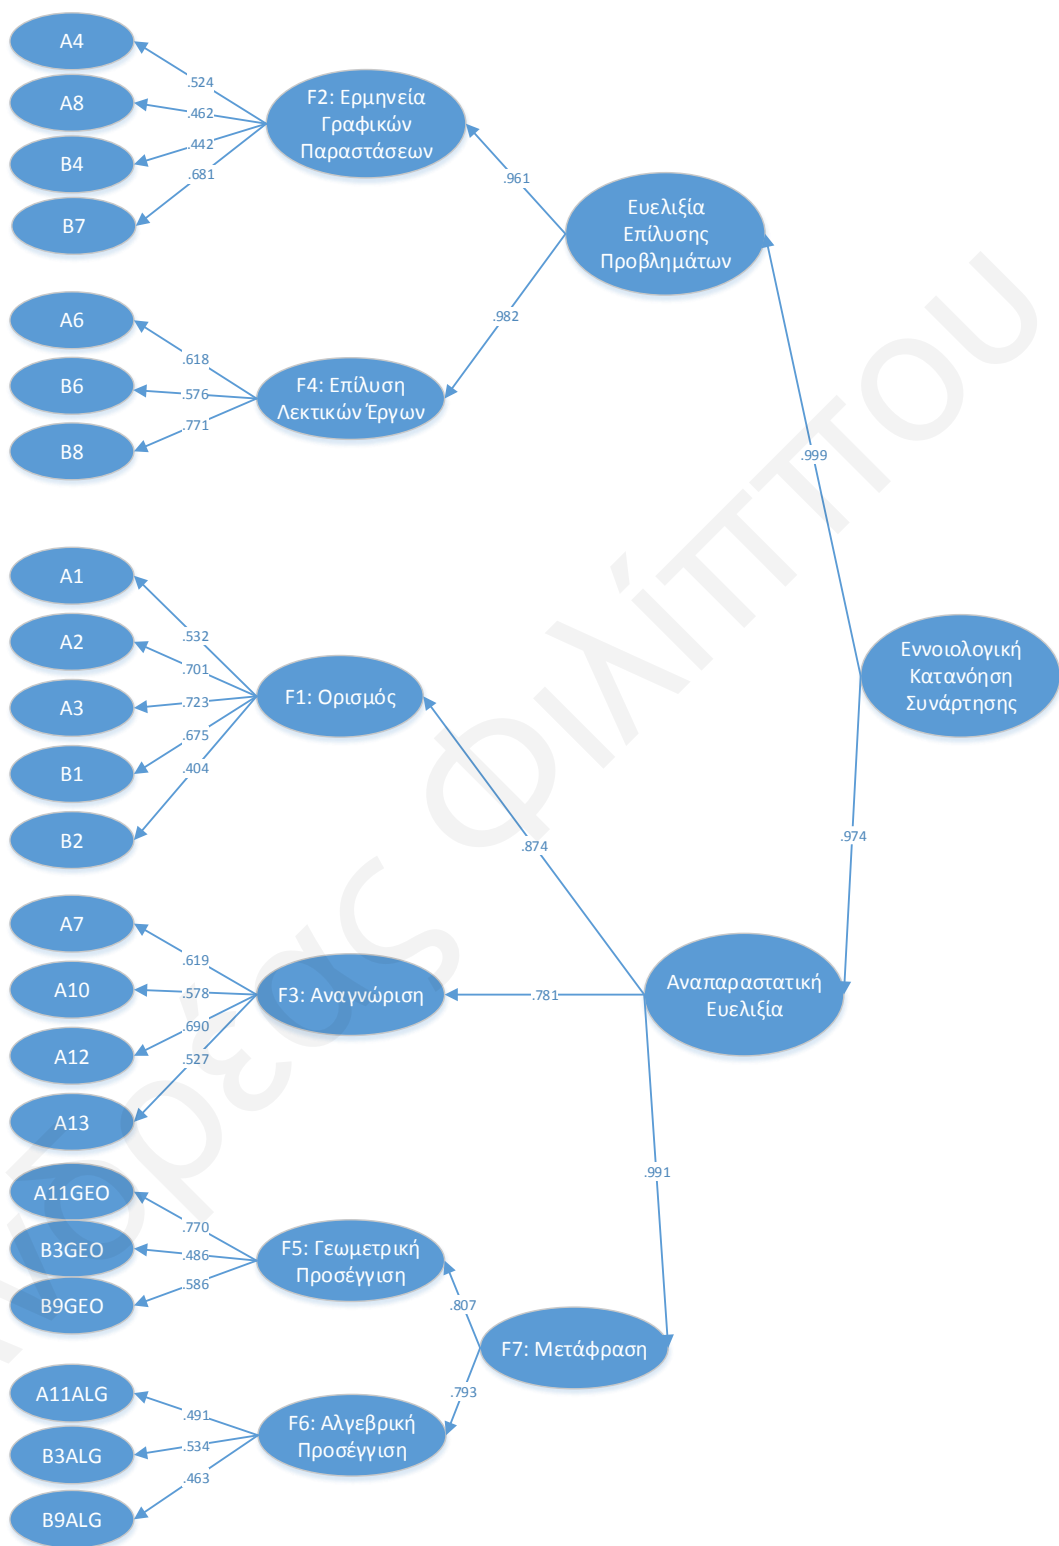 A4
A8
B4
B7
.524
.462
.442
.681
F2: Ερμηνεία
Γραφικών
Παραστάσεων
.961
Ευελιξία
Επίλυσης
Προβλημάτων
A6
B6
B8
.618
.576
.771
F4: Επίλυση
Λεκτικών Έργων
.982
.999
A1
A2
A3
B1
B2
.532
.701
.723
.675
.404
F1: Ορισμός
.874
Εννοιολογική
Κατανόηση
Συνάρτησης
.974
A7
A10
A12
A13
.619
.578
.690
.527
F3: Αναγνώριση
.781
Αναπαραστατική
Ευελιξία
.991
A11GEO
B3GEO
B9GEO
.770
.486
.586
F5: Γεωμετρική
Προσέγγιση
.807
F7: Μετάφραση
.793
A11ALG
B3ALG
B9ALG
.491
.534
.463
F6: Αλγεβρική
Προσέγγιση
Φιλίππου